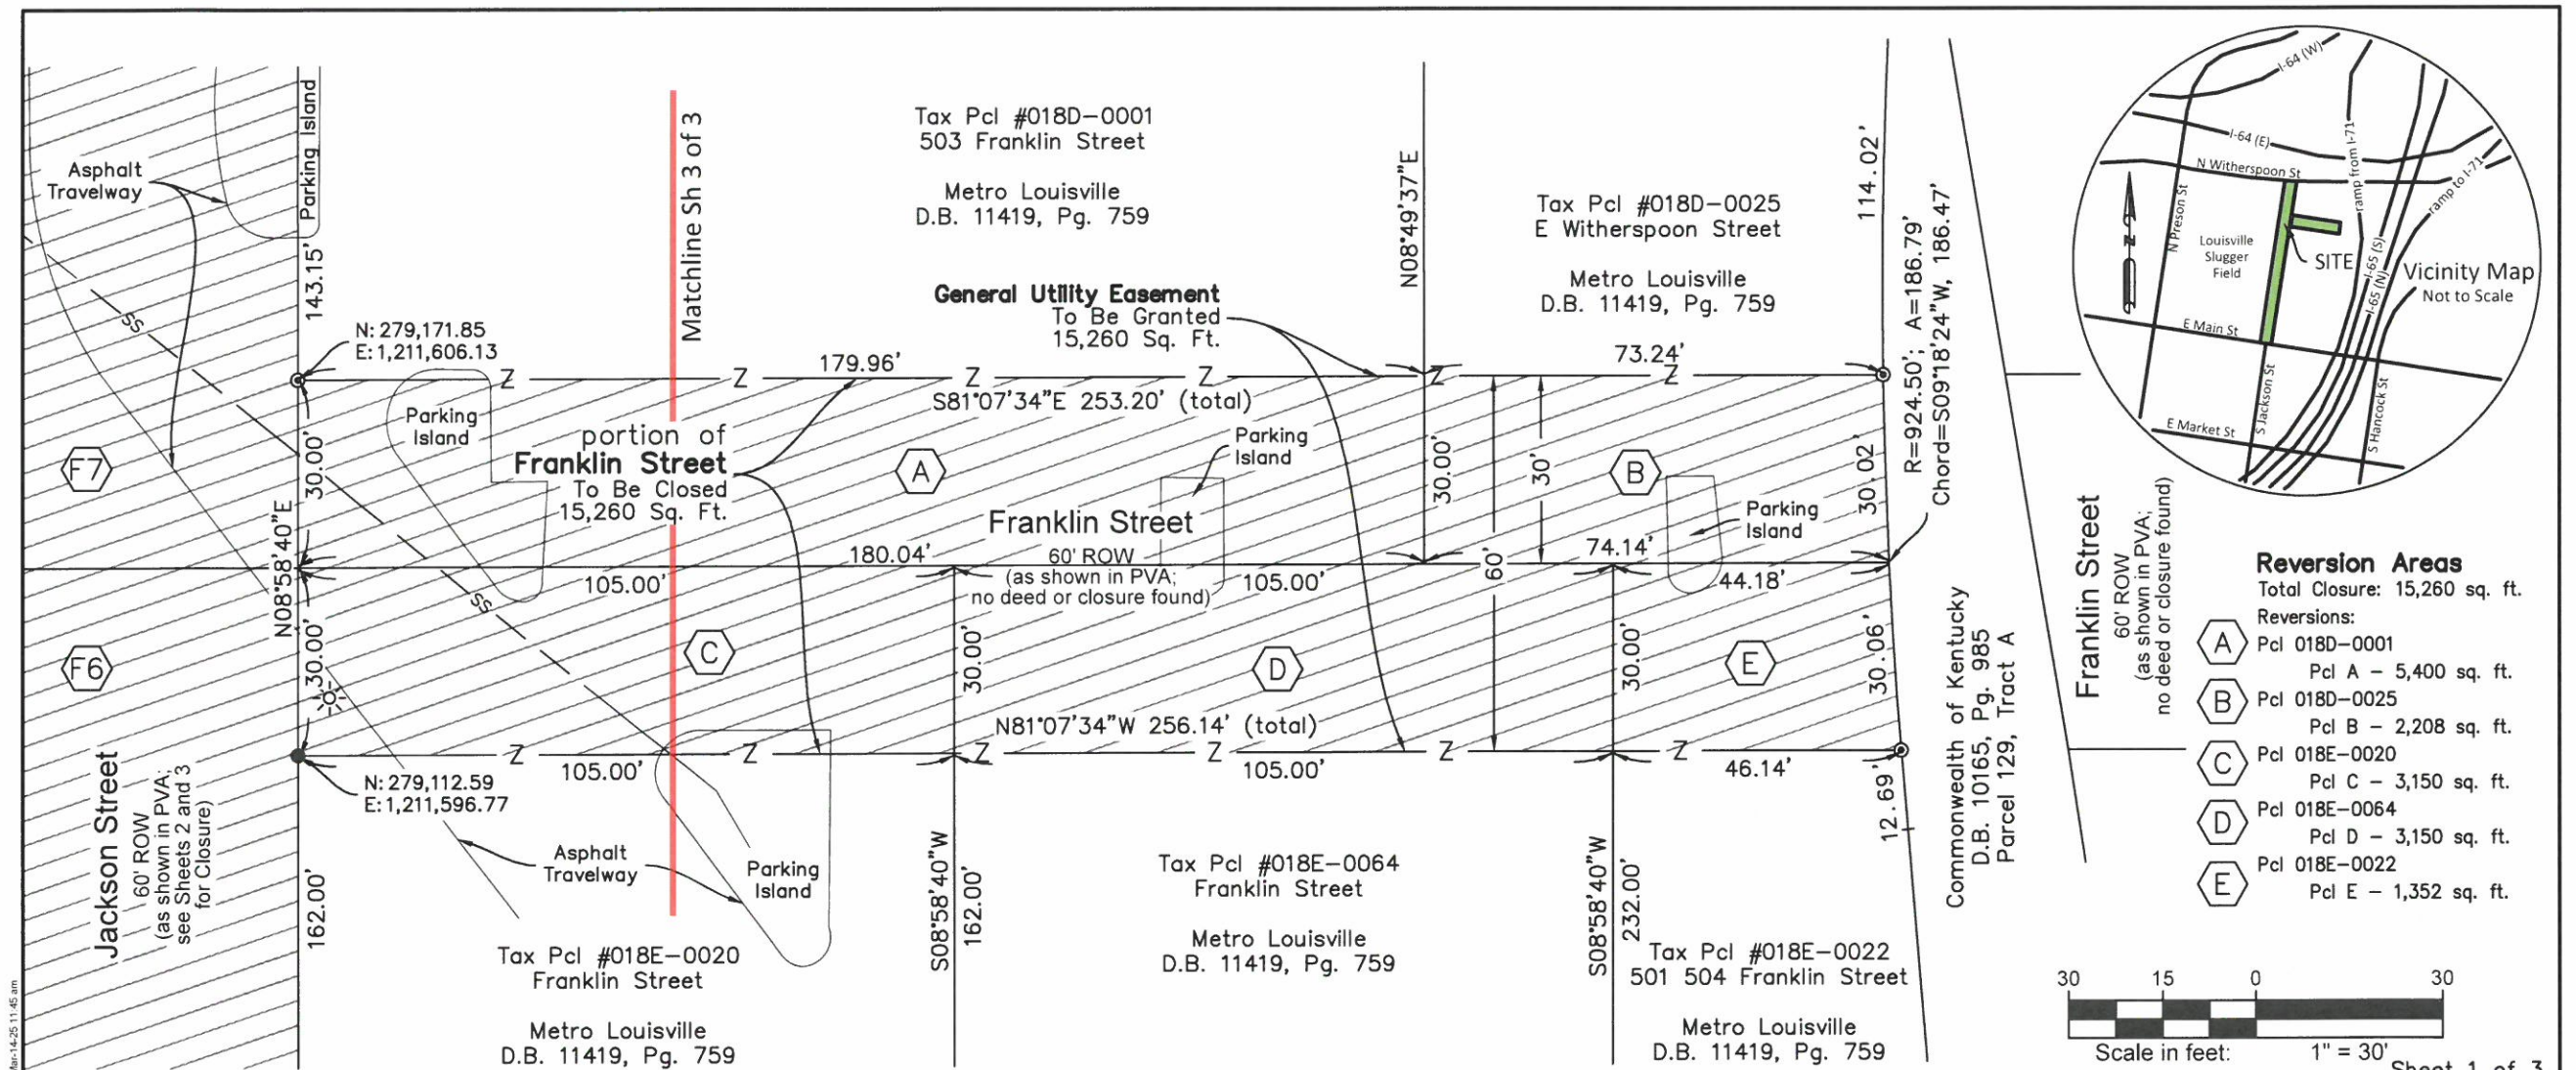 Asphalt
Travelway
Parking Island
143.15'
SS
N: 279,171.85
E: 1,211,606.13
Matchline Sh 3 of 3
Tax Pcl #018D-0001
503 Franklin Street
Metro Louisville
D.B. 11419, Pg. 759
General Utility Easement
To Be Granted
15,260 Sq. Ft.
N08°49'37"E
Tax Pcl #018D-0025
E Witherspoon Street
Metro Louisville
D.B. 11419, Pg. 759
114.02'
R=924.50'; A=186.79'
Chord=S09°18'24"W, 186.47'
Z
Z
179.96'
Z
Z
Z
73.24'
Z
S81°07'34"E 253.20' (total)
Parking
Island
portion of
Franklin Street
To Be Closed
15,260 Sq. Ft.
F7
30.00'
A
Parking
Island
30.00'
30'
B
Parking
Island
30.02'
Franklin Street
60' ROW
(as shown in PVA;
no deed or closure found)
N08°58'40"E
180.04'
105.00'
105.00'
60'
74.14'
44.18'
SS
F6
30.00'
C
30.00'
D
30.00'
E
30.06'
N81°07'34"W 256.14' (total)
Z
Z
Z
Z
Z
Z
105.00'
105.00'
46.14'
N: 279,112.59
E: 1,211,596.77
12.69'
Jackson Street
60' ROW
(as shown in PVA;
see Sheets 2 and 3
for Closure)
162.00'
Asphalt
Travelway
Parking
Island
Tax Pcl #018E-0020
Franklin Street
Metro Louisville
D.B. 11419, Pg. 759
S08°58'40"W
162.00'
Tax Pcl #018E-0064
Franklin Street
Metro Louisville
D.B. 11419, Pg. 759
S08°58'40"W
232.00'
Tax Pcl #018E-0022
501 504 Franklin Street
Metro Louisville
D.B. 11419, Pg. 759
Commonwealth of Kentucky
D.B. 10165, Pg. 985
Parcel 129, Tract A
Franklin Street
60' ROW
(as shown in PVA;
no deed or closure found)
I-64 (W)
I-64 (E)
N Witherspoon St
ramp from I-71
ramp to I-71
N Preson St
N
Louisville
Slugger
Field
SITE
I-65 (S)
I-65 (N)
Vicinity Map
Not to Scale
E Main St
S Jackson St
S Hancock St
E Market St
Reversion Areas
Total Closure: 15,260 sq. ft.
Reversions:
A
Pcl 018D-0001
Pcl A - 5,400 sq. ft.
B
Pcl 018D-0025
Pcl B - 2,208 sq. ft.
C
Pcl 018E-0020
Pcl C - 3,150 sq. ft.
D
Pcl 018E-0064
Pcl D - 3,150 sq. ft.
E
Pcl 018E-0022
Pcl E - 1,352 sq. ft.
30 15 0 30
Scale in feet: 1" = 30'
Sheet 1 of 3
11:45 am